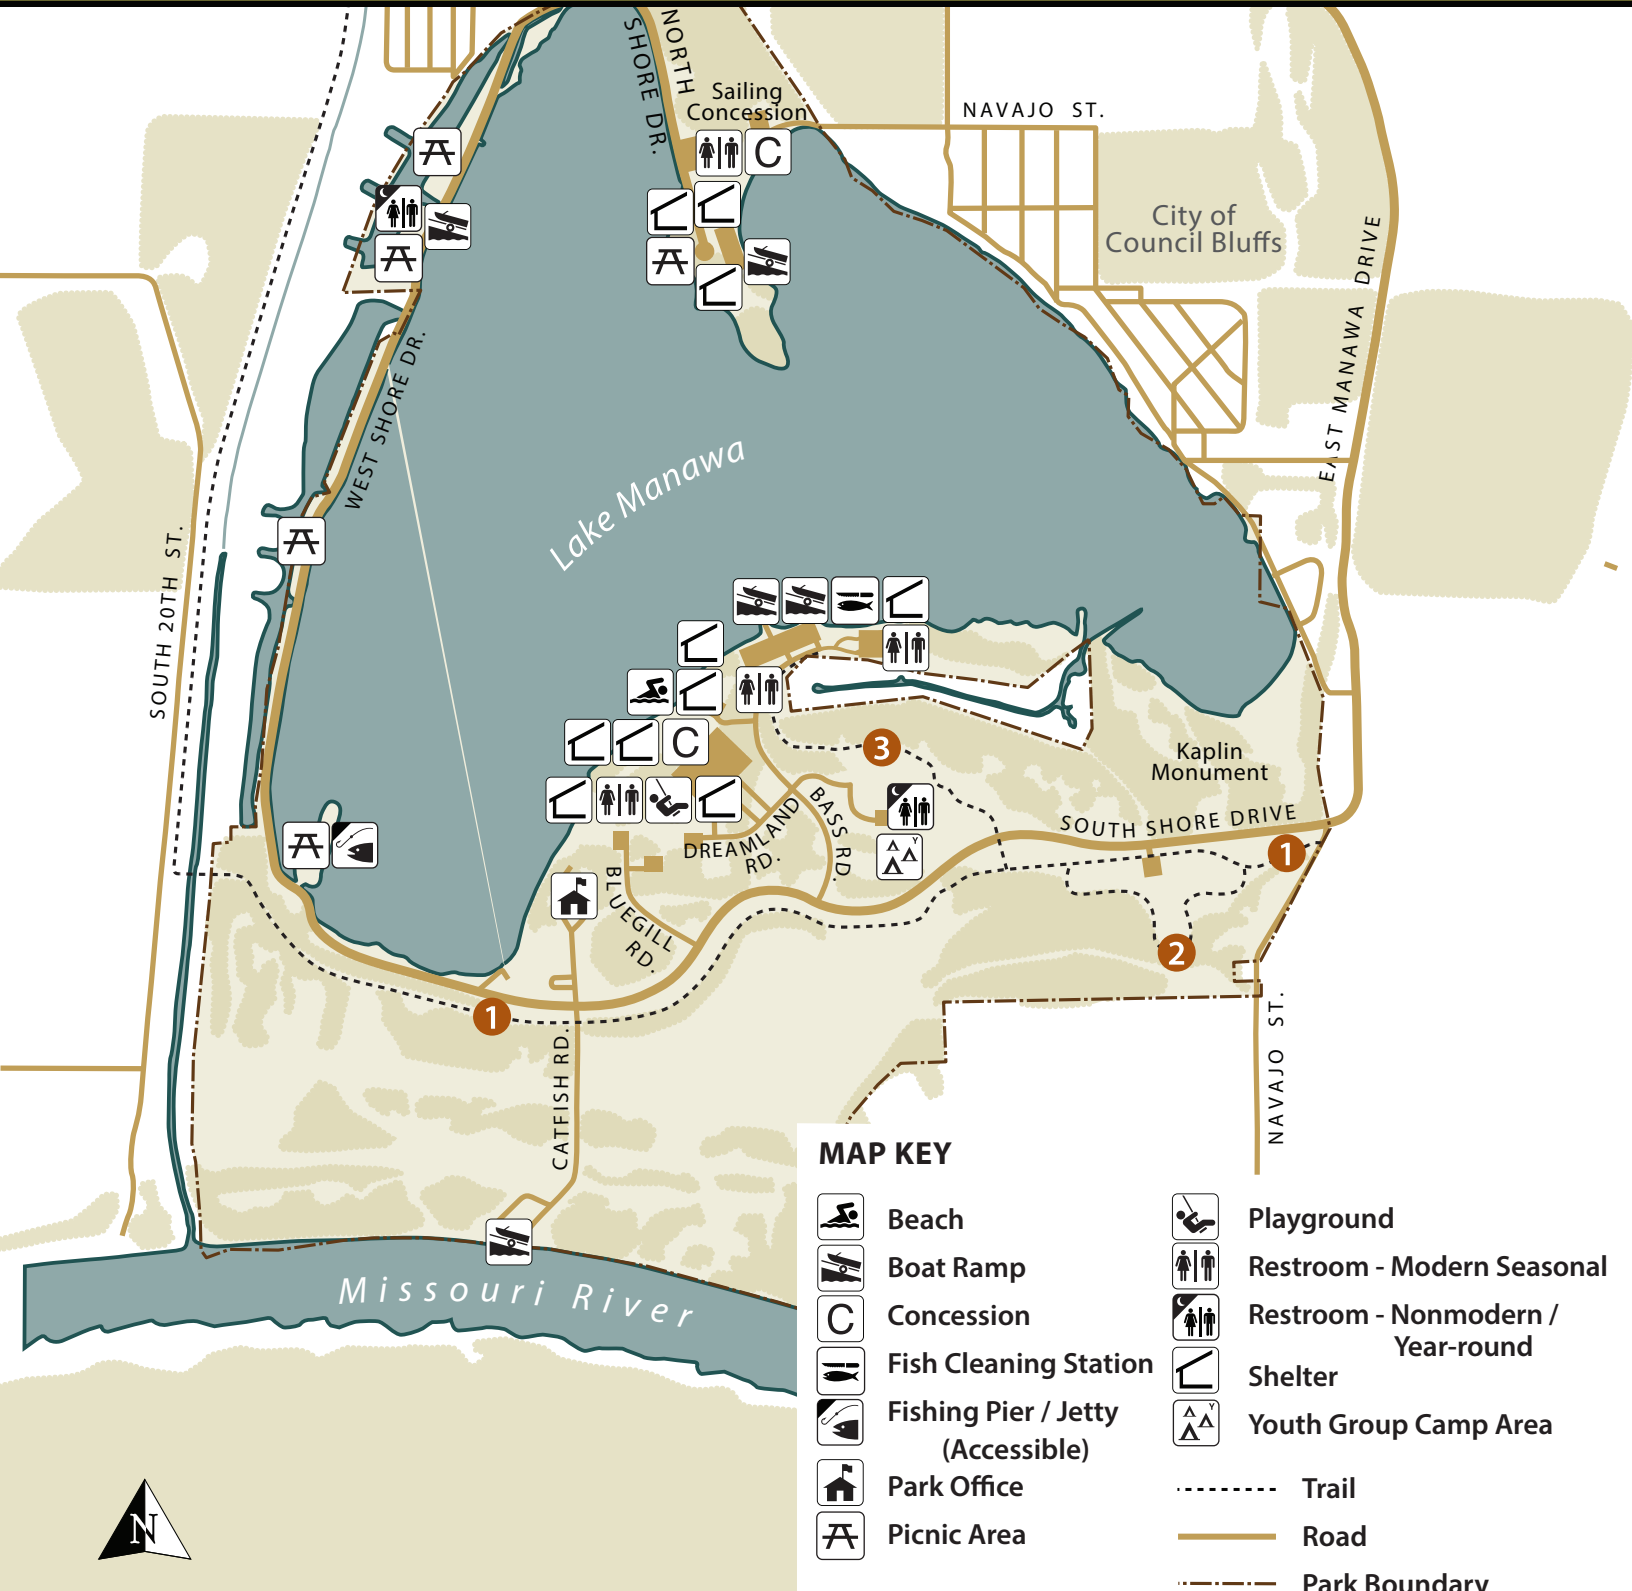 NORTH
SHORE DR.
Sailing
Concession
C
NAVAJO ST.
City of
Council Bluffs
EAST MANAWA DRIVE
WEST SHORE DR.
Lake Manawa
SOUTH 20TH ST.
C
3
Kaplin
Monument
BASS RD.
DREAMLAND
RD.
SOUTH SHORE DRIVE
1
Y
BLUEGILL
RD.
2
1
CATFISH RD.
NAVAJO ST.
Missouri River
N
MAP KEY
Beach
Boat Ramp
C Concession
Fish Cleaning Station
Fishing Pier / Jetty
(Accessible)
Park Office
Picnic Area
Playground
Restroom - Modern Seasonal
Restroom - Nonmodern /
Year-round
Shelter
Y Youth Group Camp Area
Trail
Road
Park Boundary